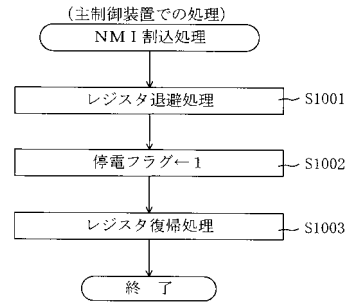 (主制御装置での処理)
NMI割込処理
レジスタ退避処理
S1001
停電フラグ←1
S1002
レジスタ復帰処理
S1003
終 了